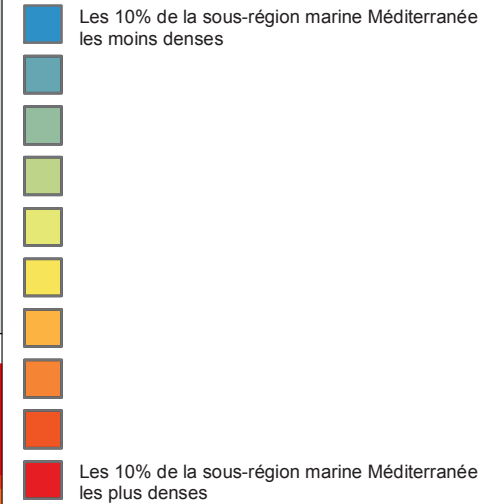 Les 10% de la sous-région marine Méditerranée
les moins denses
Les 10% de la sous-région marine Méditerranée
les plus denses